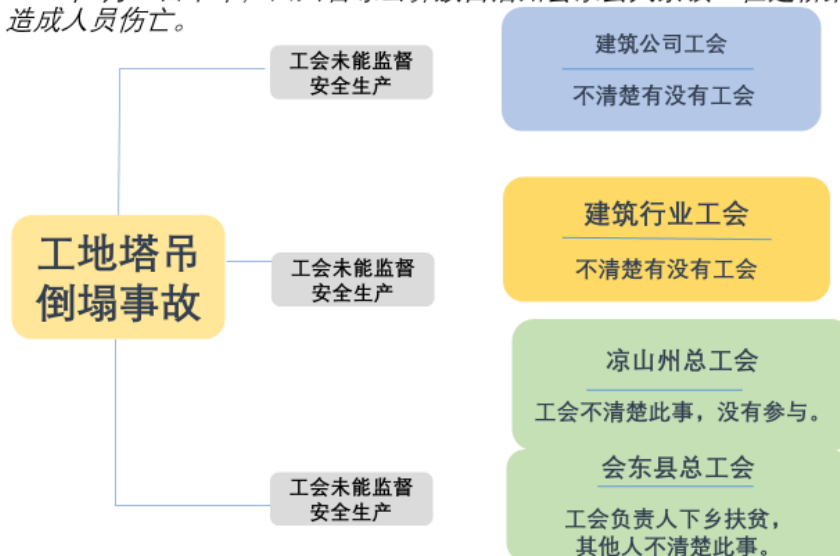 造成人员伤亡。
工会未能监督
安全生产
建筑公司工会
不清楚有没有工会
工地塔吊
倒塌事故
工会未能监督
安全生产
建筑行业工会
不清楚有没有工会
凉山州总工会
工会不清楚此事，没有参与。
工会未能监督
安全生产
会东县总工会
工会负责人下乡扶贫，
其他人不清楚此事。